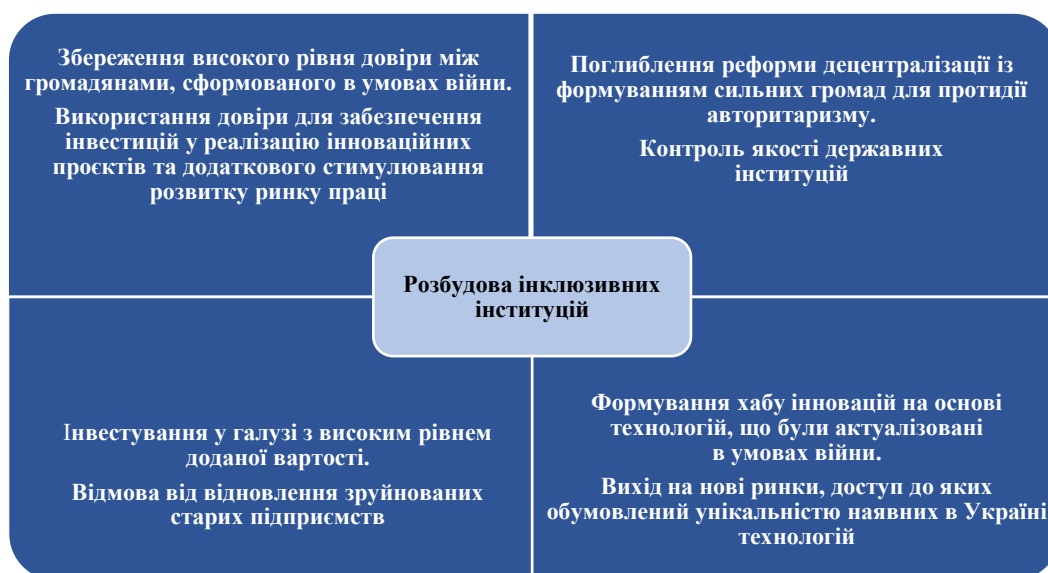 Збереження високого рівня довіри між
громадянами, сформованого в умовах війни.
Використання довіри для забезпечення
інвестицій у реалізацію інноваційних
проєктів та додаткового стимулювання
розвитку ринку праці
Поглиблення реформи децентралізації із
формуванням сильних громад для протидії
авторитаризму.
Контроль якості державних
інституцій
Розбудова інклюзивних
інституцій
Інвестування у галузі з високим рівнем
доданої вартості.
Відмова від відновлення зруйнованих
старих підприємств
Формування хабу інновацій на основі
технологій, що були актуалізовані
в умовах війни.
Вихід на нові ринки, доступ до яких
обумовлений унікальністю наявних в Україні
технологій